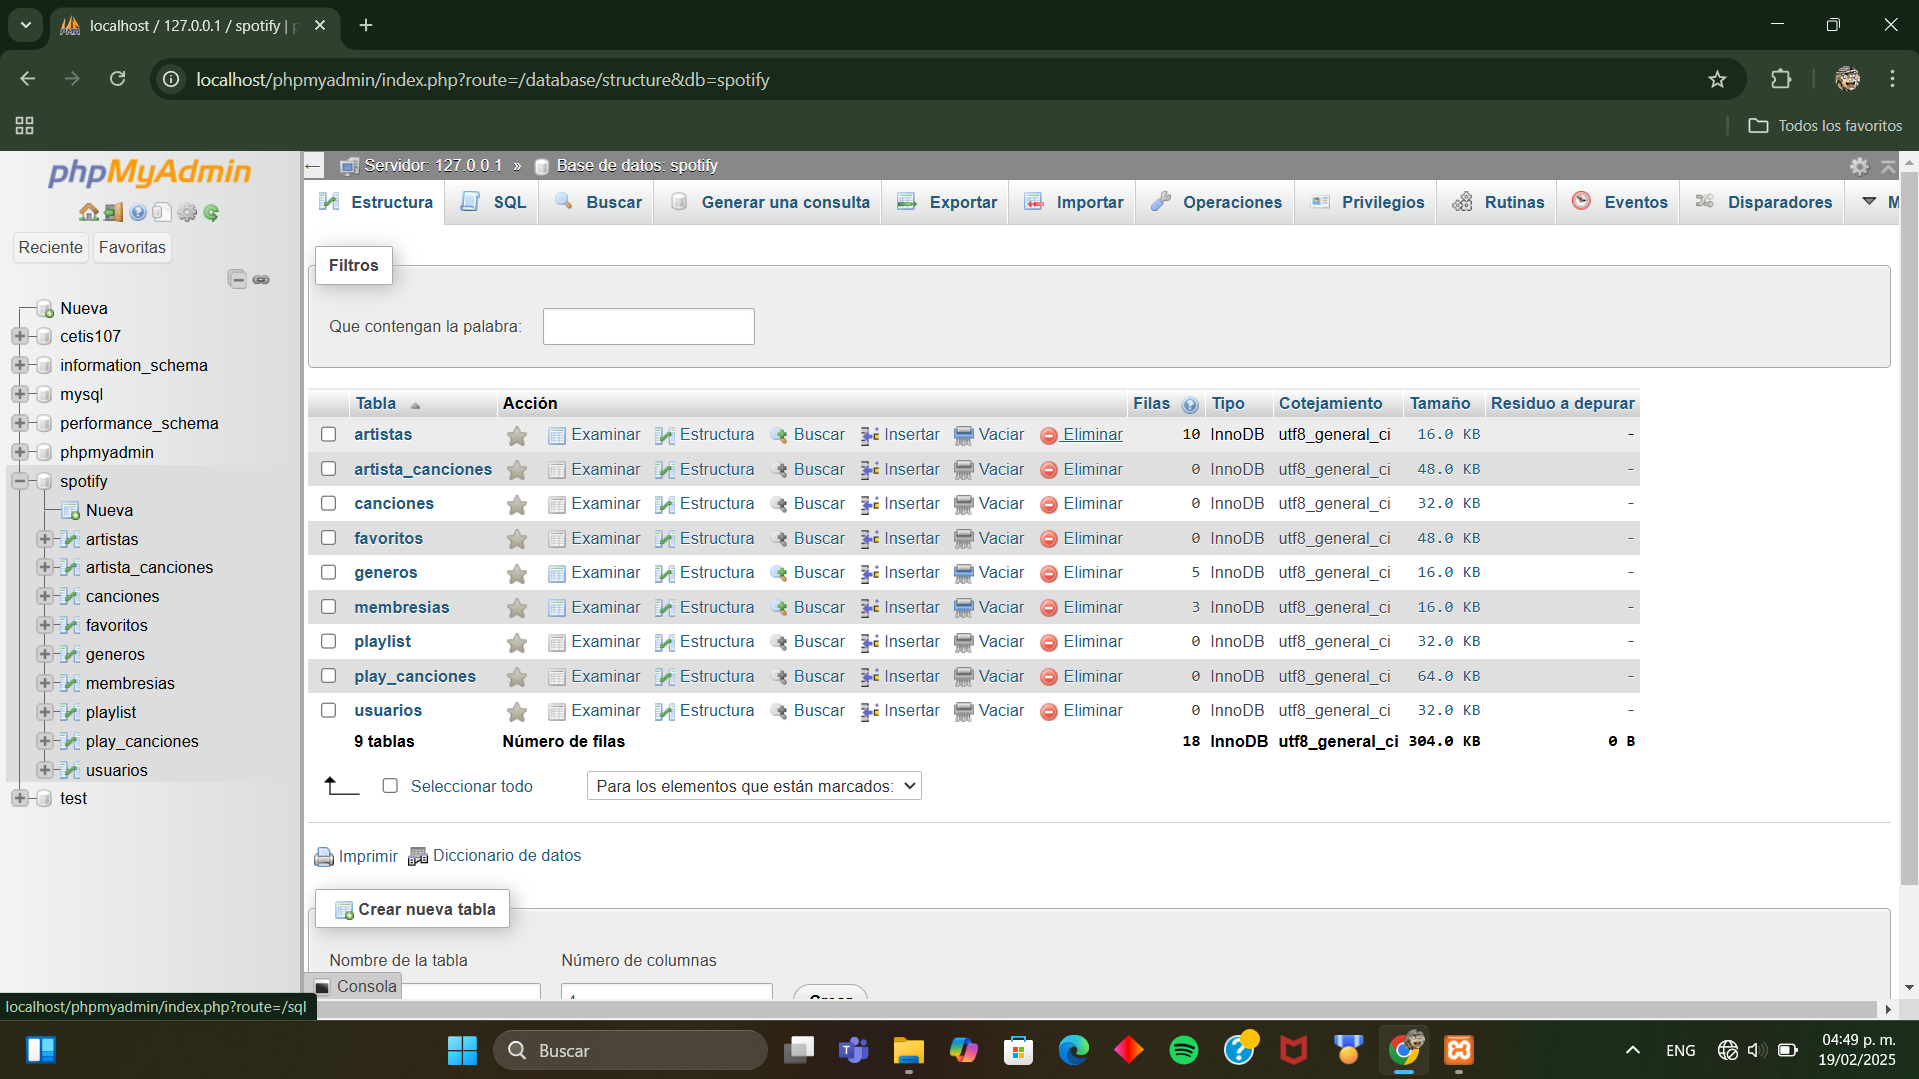 localhost / 127.0.0.1 / spotify |
localhost/phpmyadmin/index.php?route=/database/structure&db=spotify
Todos los favoritos
phpMyAdmin
Reciente Favoritas
Nueva
cetis107
information_schema
mysql
performance_schema
phpmyadmin
spotify
Nueva
artistas
artista_canciones
canciones
favoritos
generos
membresias
playlist
play_canciones
usuarios
test
Servidor: 127.0.0.1 » Base de datos: spotify
Estructura SQL Buscar Generar una consulta Exportar Importar Operaciones Privilegios Rutinas Eventos Disparadores M
Filtros
Que contengan la palabra:
Tabla Acción Filas Tipo Cotejamiento Tamaño Residuo a depurar
artistas Examinar Estructura Buscar Insertar Vaciar Eliminar 10 InnoDB utf8_general_ci 16.0 KB -
artista_canciones Examinar Estructura Buscar Insertar Vaciar Eliminar 0 InnoDB utf8_general_ci 48.0 KB -
canciones Examinar Estructura Buscar Insertar Vaciar Eliminar 0 InnoDB utf8_general_ci 32.0 KB -
favoritos Examinar Estructura Buscar Insertar Vaciar Eliminar 0 InnoDB utf8_general_ci 48.0 KB -
generos Examinar Estructura Buscar Insertar Vaciar Eliminar 5 InnoDB utf8_general_ci 16.0 KB -
membresias Examinar Estructura Buscar Insertar Vaciar Eliminar 3 InnoDB utf8_general_ci 16.0 KB -
playlist Examinar Estructura Buscar Insertar Vaciar Eliminar 0 InnoDB utf8_general_ci 32.0 KB -
play_canciones Examinar Estructura Buscar Insertar Vaciar Eliminar 0 InnoDB utf8_general_ci 64.0 KB -
usuarios Examinar Estructura Buscar Insertar Vaciar Eliminar 0 InnoDB utf8_general_ci 32.0 KB -
9 tablas Número de filas 18 InnoDB utf8_general_ci 304.0 KB 0 B
Seleccionar todo Para los elementos que están marcados:
Imprimir Diccionario de datos
Crear nueva tabla
Nombre de la tabla Número de columnas
Consola
localhost/phpmyadmin/index.php?route=/sql
Buscar
ENG
04:49 p. m.
19/02/2025